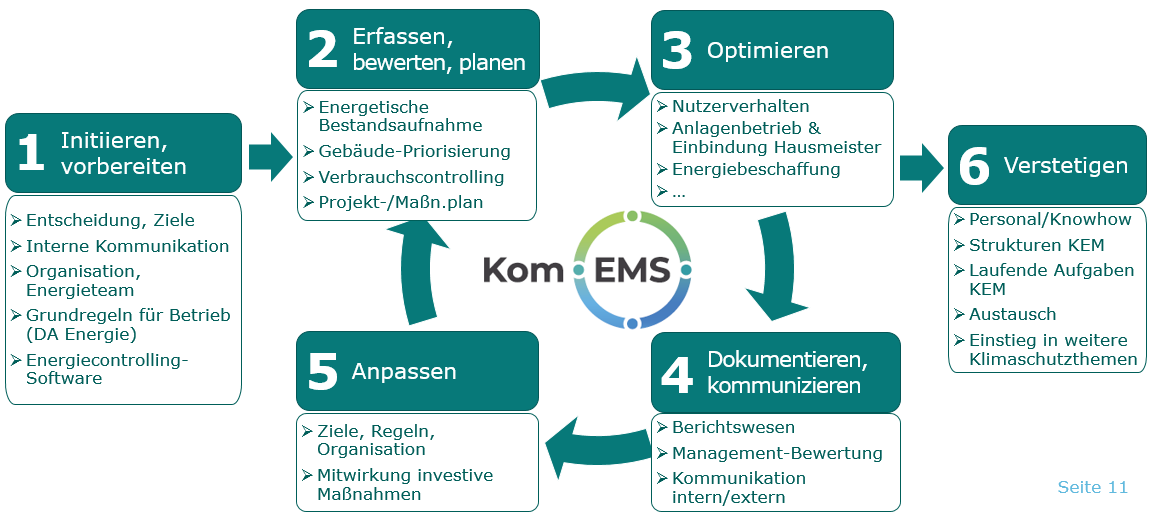 1 Initiieren,
vorbereiten
Entscheidung, Ziele
Interne Kommunikation
Organisation,
Energieteam
Grundregeln für Betrieb
(DA Energie)
Energiecontrolling-
Software
2 Erfassen,
bewerten, planen
Energetische
Bestandsaufnahme
Gebäude-Priorisierung
Verbrauchscontrolling
Projekt-/Maßn.plan
3 Optimieren
Nutzerverhalten
Anlagenbetrieb &
Einbindung Hausmeister
Energiebeschaffung
...
Kom EMS
4 Dokumentieren,
kommunizieren
Berichtswesen
Management-Bewertung
Kommunikation
intern/extern
5 Anpassen
Ziele, Regeln,
Organisation
Mitwirkung investive
Maßnahmen
6 Verstetigen
Personal/Knowhow
Strukturen KEM
Laufende Aufgaben
KEM
Austausch
Einstieg in weitere
Klimaschutzthemen
Seite 11